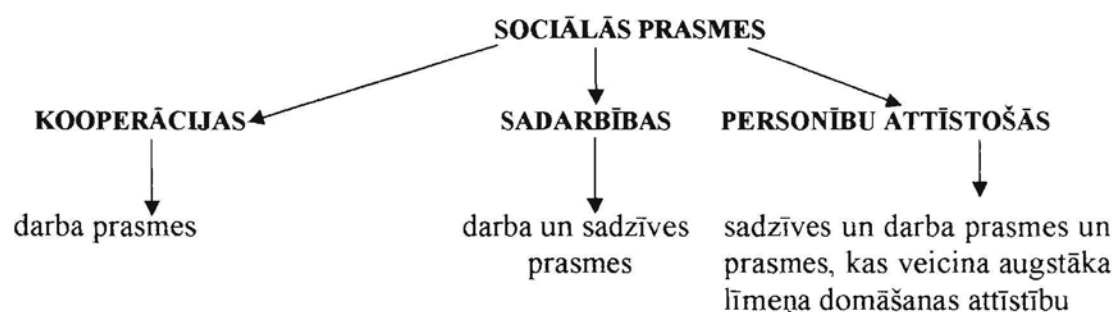 SOCIĀLĀS PRASMES
KOOPERĀCIJAS
SADARBĪBAS
PERSONĪBU ATTĪSTOŠĀS
darba prasmes
darba un sadzīves
prasmes
sadzīves un darba prasmes un
prasmes, kas veicina augstāka
līmeņa domāšanas attīstību